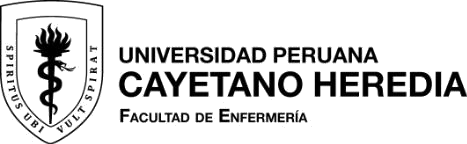 SPIRITUS UBI VULT SPIRAT
UNIVERSIDAD PERUANA
CAYETANO HEREDIA
FACULTAD DE ENFERMERÍA